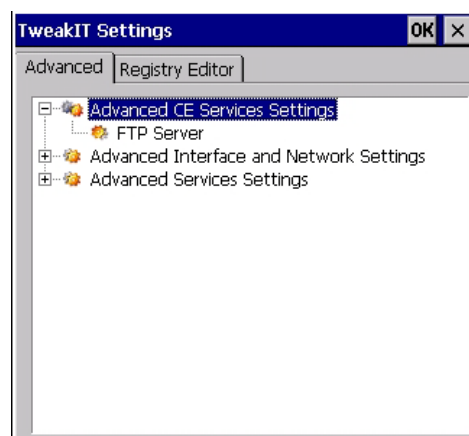 TweakIT Settings OK ×
Advanced Registry Editor
Advanced CE Services Settings
FTP Server
Advanced Interface and Network Settings
Advanced Services Settings